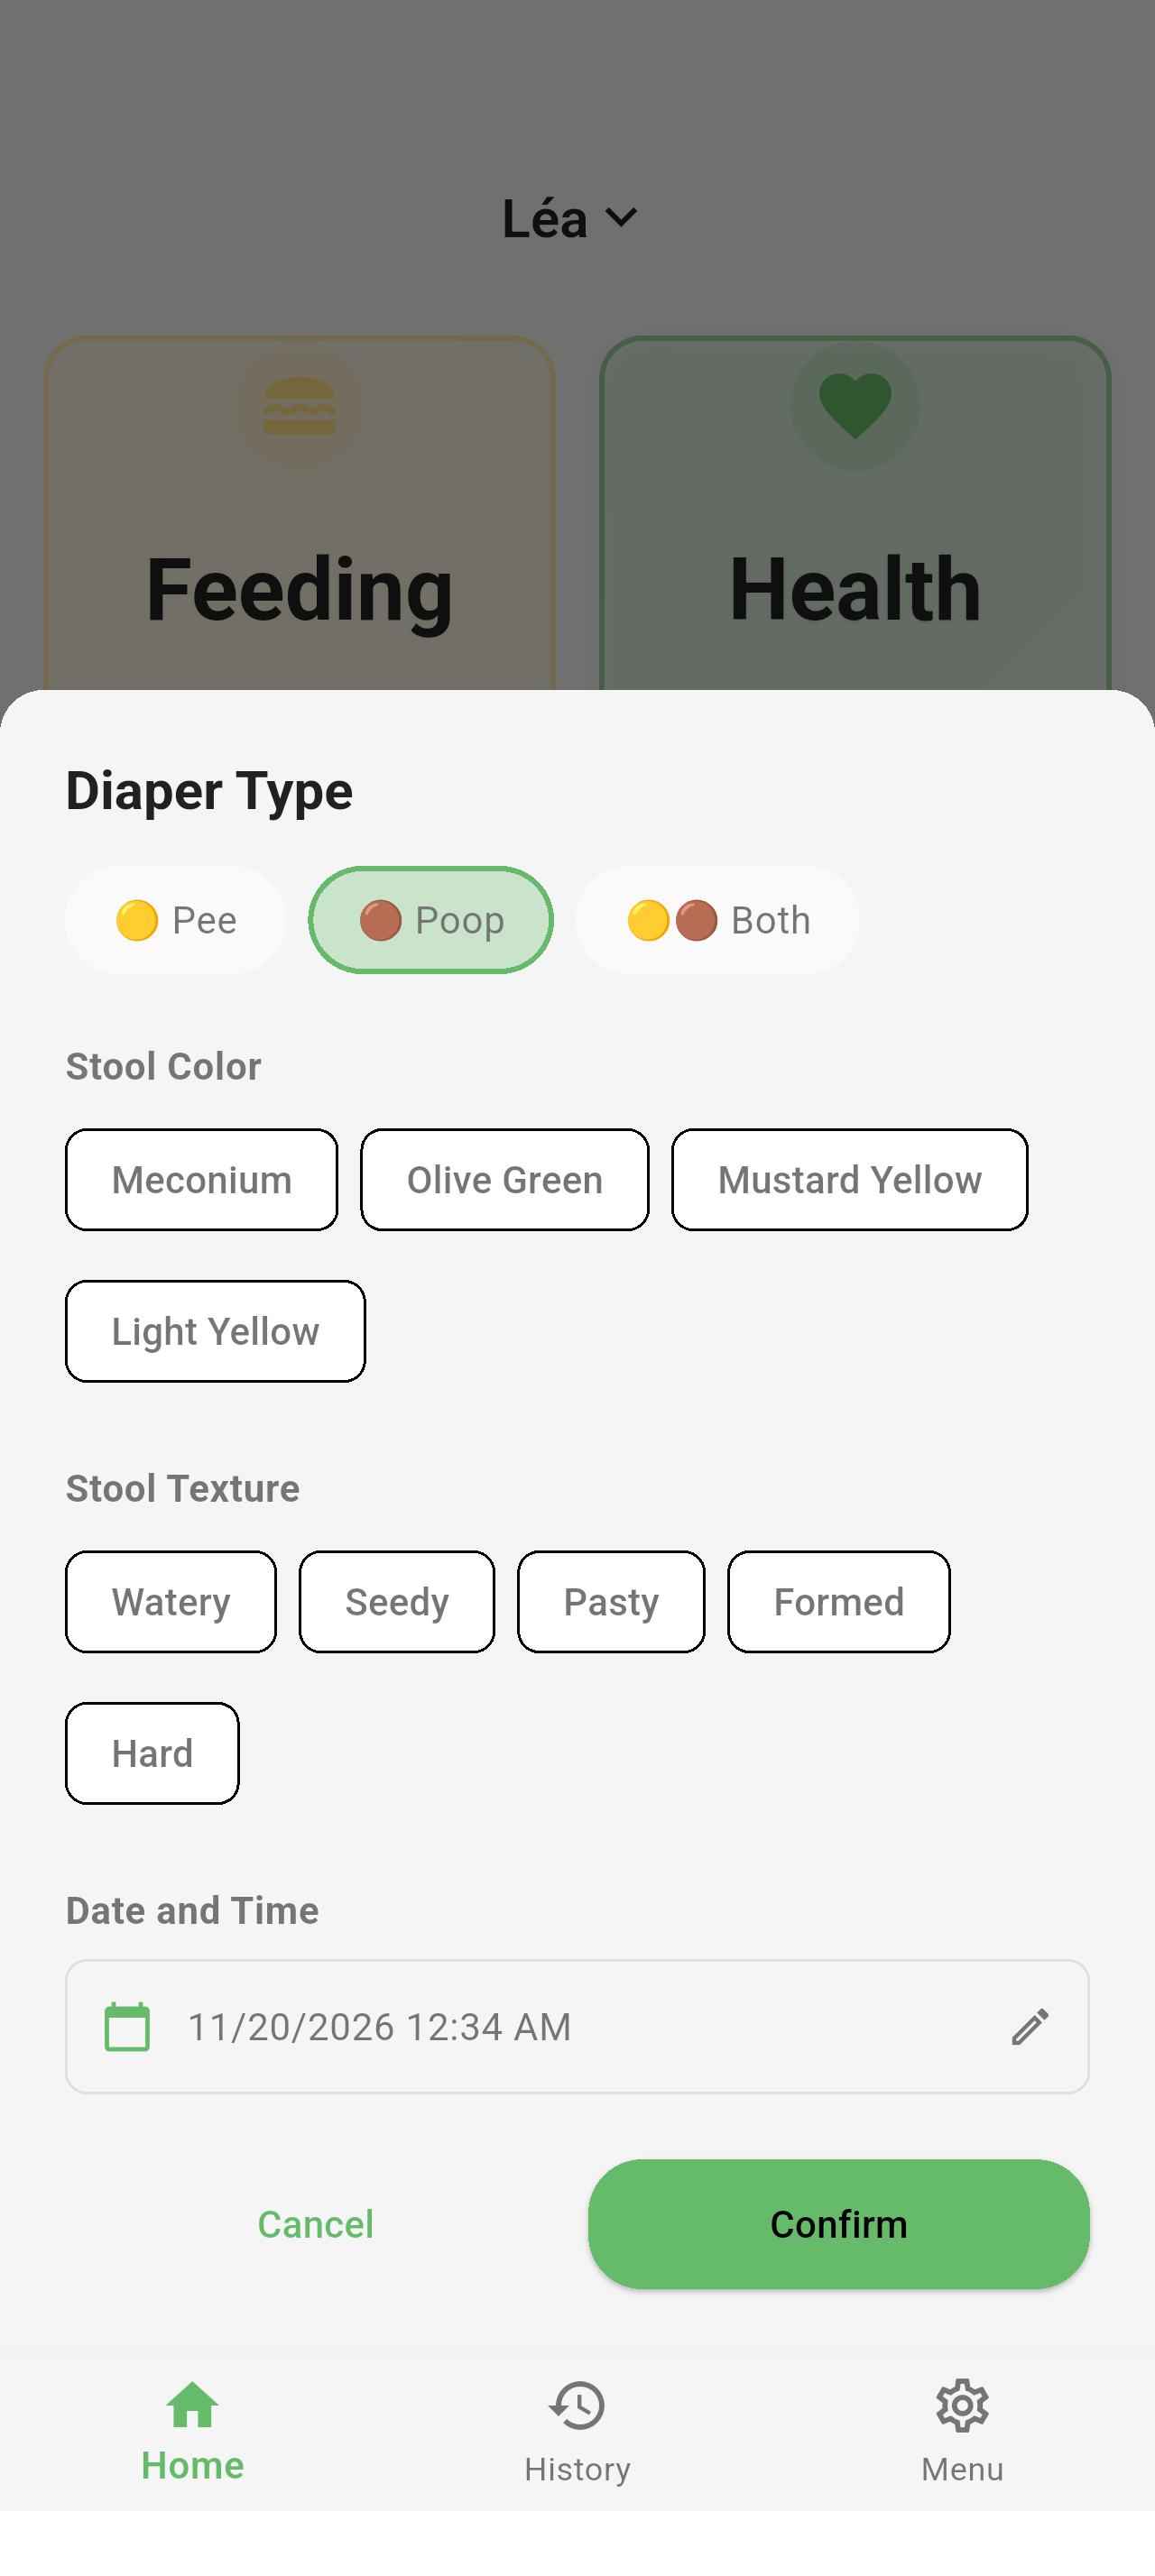 Léa
Feeding Health
Diaper Type
Pee Poop Both
Stool Color
Meconium Olive Green Mustard Yellow
Light Yellow
Stool Texture
Watery Seedy Pasty Formed
Hard
Date and Time
11/20/2026 12:34 AM
Cancel Confirm
Home History Menu